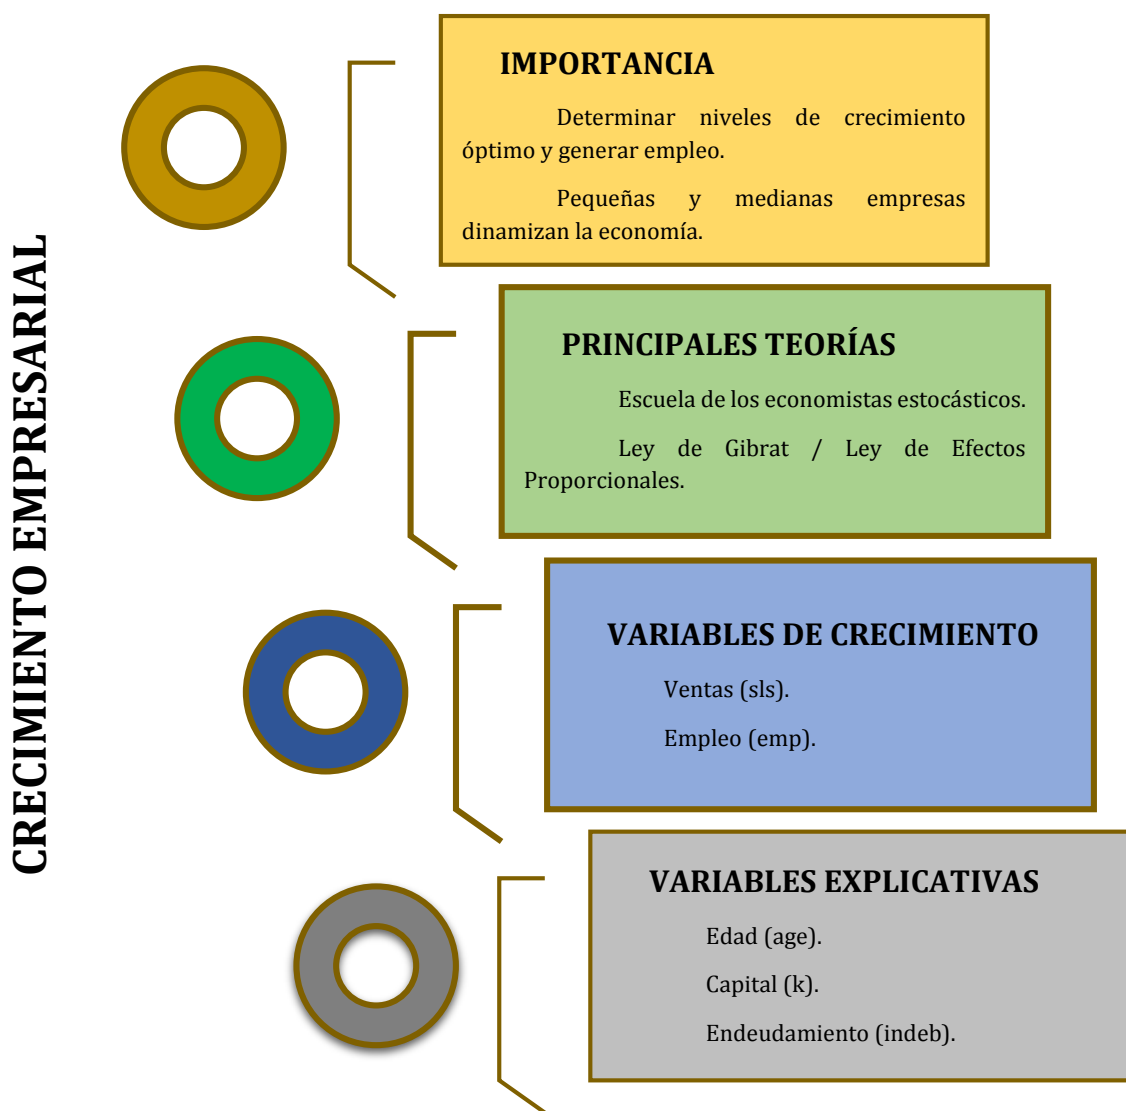 CRECIMIENTO EMPRESARIAL
IMPORTANCIA
Determinar niveles de crecimiento
óptimo y generar empleo.
Pequeñas y medianas empresas
dinamizan la economía.
PRINCIPALES TEORÍAS
Escuela de los economistas estocásticos.
Ley de Gibrat / Ley de Efectos
Proporcionales.
VARIABLES DE CRECIMIENTO
Ventas (sls).
Empleo (emp).
VARIABLES EXPLICATIVAS
Edad (age).
Capital (k).
Endeudamiento (indeb).